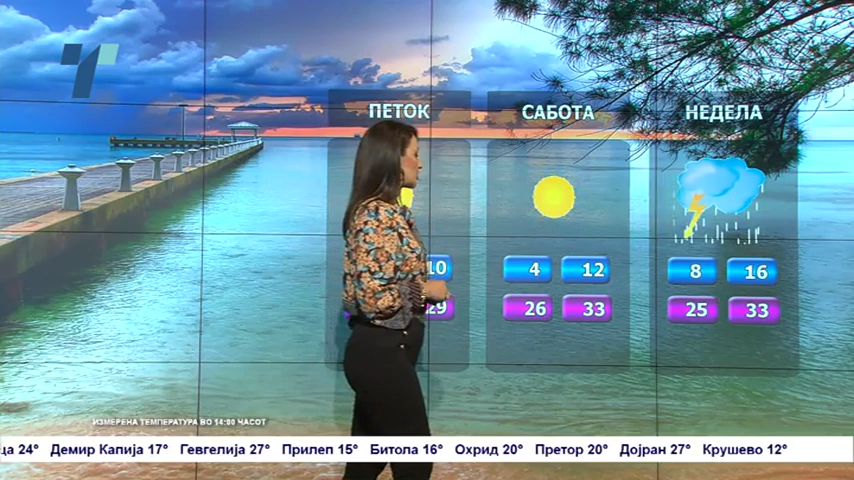 ПЕТОК САБОТА НЕДЕЛА
10 4 12 8 16
29 26 33 25 33
ИЗМЕРЕНА ТЕМПЕРАТУРА ВО 14:00 ЧАСОТ
ца 24° Демир Капија 17° Гевгелија 27° Прилеп 15° Битола 16° Охрид 20° Претор 20° Дојран 27° Крушево 12°